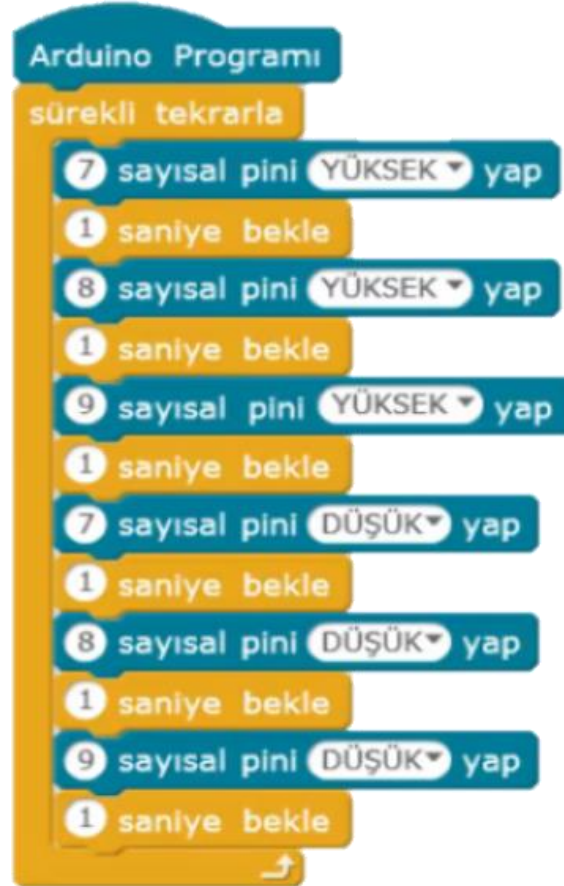 Arduino Programı
sürekli tekrarla
7 sayısal pini YÜKSEK yap
1 saniye bekle
8 sayısal pini YÜKSEK yap
1 saniye bekle
9 sayısal pini YÜKSEK yap
1 saniye bekle
7 sayısal pini DÜŞÜK yap
1 saniye bekle
8 sayısal pini DÜŞÜK yap
1 saniye bekle
9 sayısal pini DÜŞÜK yap
1 saniye bekle